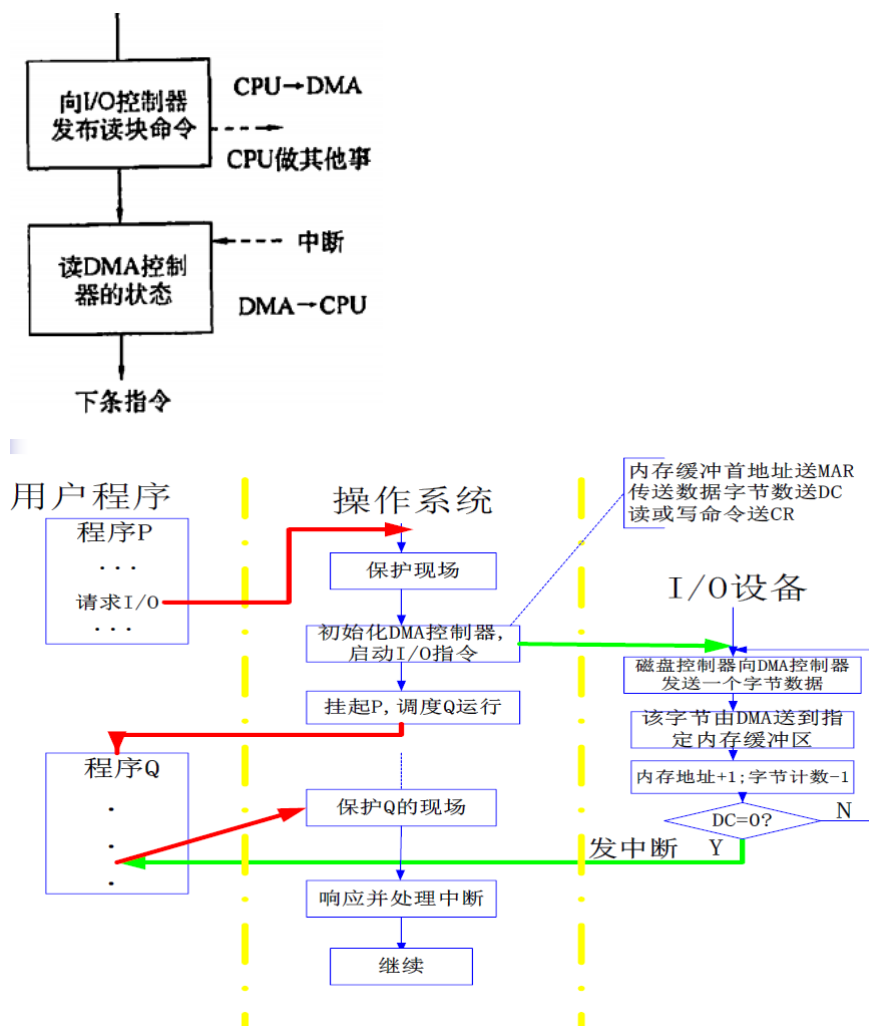 向I/O控制器
发布读块命令
CPU→DMA
CPU做其他事
读DMA控制
器的状态
中断
DMA→CPU
下条指令
用户程序
程序P
...
请求I/O
...
操作系统
保护现场
初始化DMA控制器,
启动I/O指令
挂起P,调度Q运行
内存缓冲首地址送MAR
传送数据字节数送DC
读或写命令送CR
I/O设备
磁盘控制器向DMA控制器
发送一个字节数据
该字节由DMA送到指
定内存缓冲区
内存地址+1;字节计数-1
DC=0?
N
Y
发中断
程序Q
.
.
.
保护Q的现场
响应并处理中断
继续